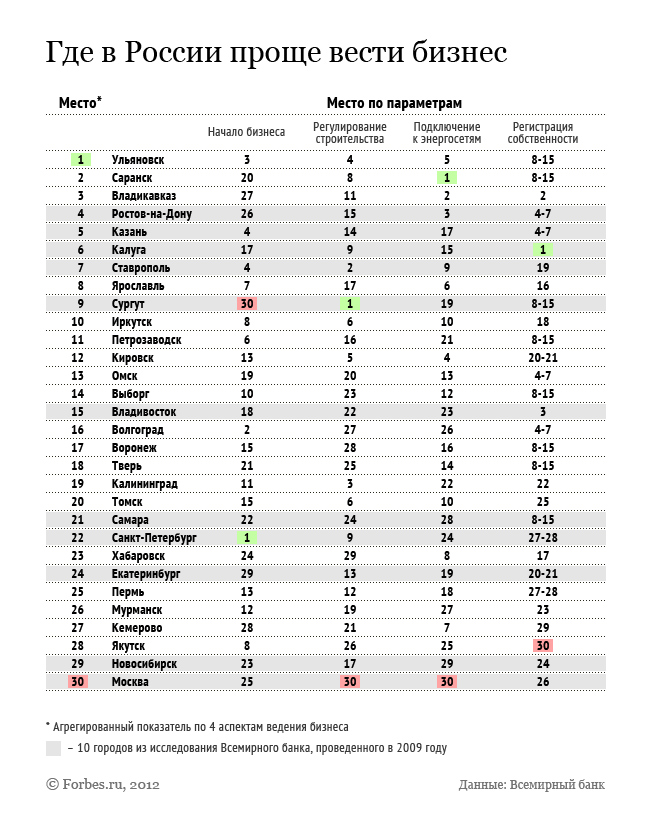 Где в России проще вести бизнес
Место* Место по параметрам
Начало бизнеса Регулирование строительства Подключение к энергосетям Регистрация собственности
1 Ульяновск 3 4 5 8-15
2 Саранск 20 8 1 8-15
3 Владикавказ 27 11 2 2
4 Ростов-на-Дону 26 15 3 4-7
5 Казань 4 14 17 4-7
6 Калуга 17 9 15 1
7 Ставрополь 4 2 9 19
8 Ярославль 7 17 6 16
9 Сургут 30 1 19 8-15
10 Иркутск 8 6 10 18
11 Петрозаводск 6 16 21 8-15
12 Кировск 13 5 4 20-21
13 Омск 19 20 13 4-7
14 Выборг 10 23 12 8-15
15 Владивосток 18 22 23 3
16 Волгоград 2 27 26 4-7
17 Воронеж 15 28 16 8-15
18 Тверь 21 25 14 8-15
19 Калининград 11 3 22 22
20 Томск 15 6 10 25
21 Самара 22 24 28 8-15
22 Санкт-Петербург 1 9 24 27-28
23 Хабаровск 24 29 8 17
24 Екатеринбург 29 13 19 20-21
25 Пермь 13 12 18 27-28
26 Мурманск 12 19 27 23
27 Кемерово 28 21 7 29
28 Якутск 8 26 25 30
29 Новосибирск 23 17 29 24
30 Москва 25 30 30 26
* Агрегированный показатель по 4 аспектам ведения бизнеса
– 10 городов из исследования Всемирного банка, проведенного в 2009 году
© Forbes.ru, 2012 Данные: Всемирный банк